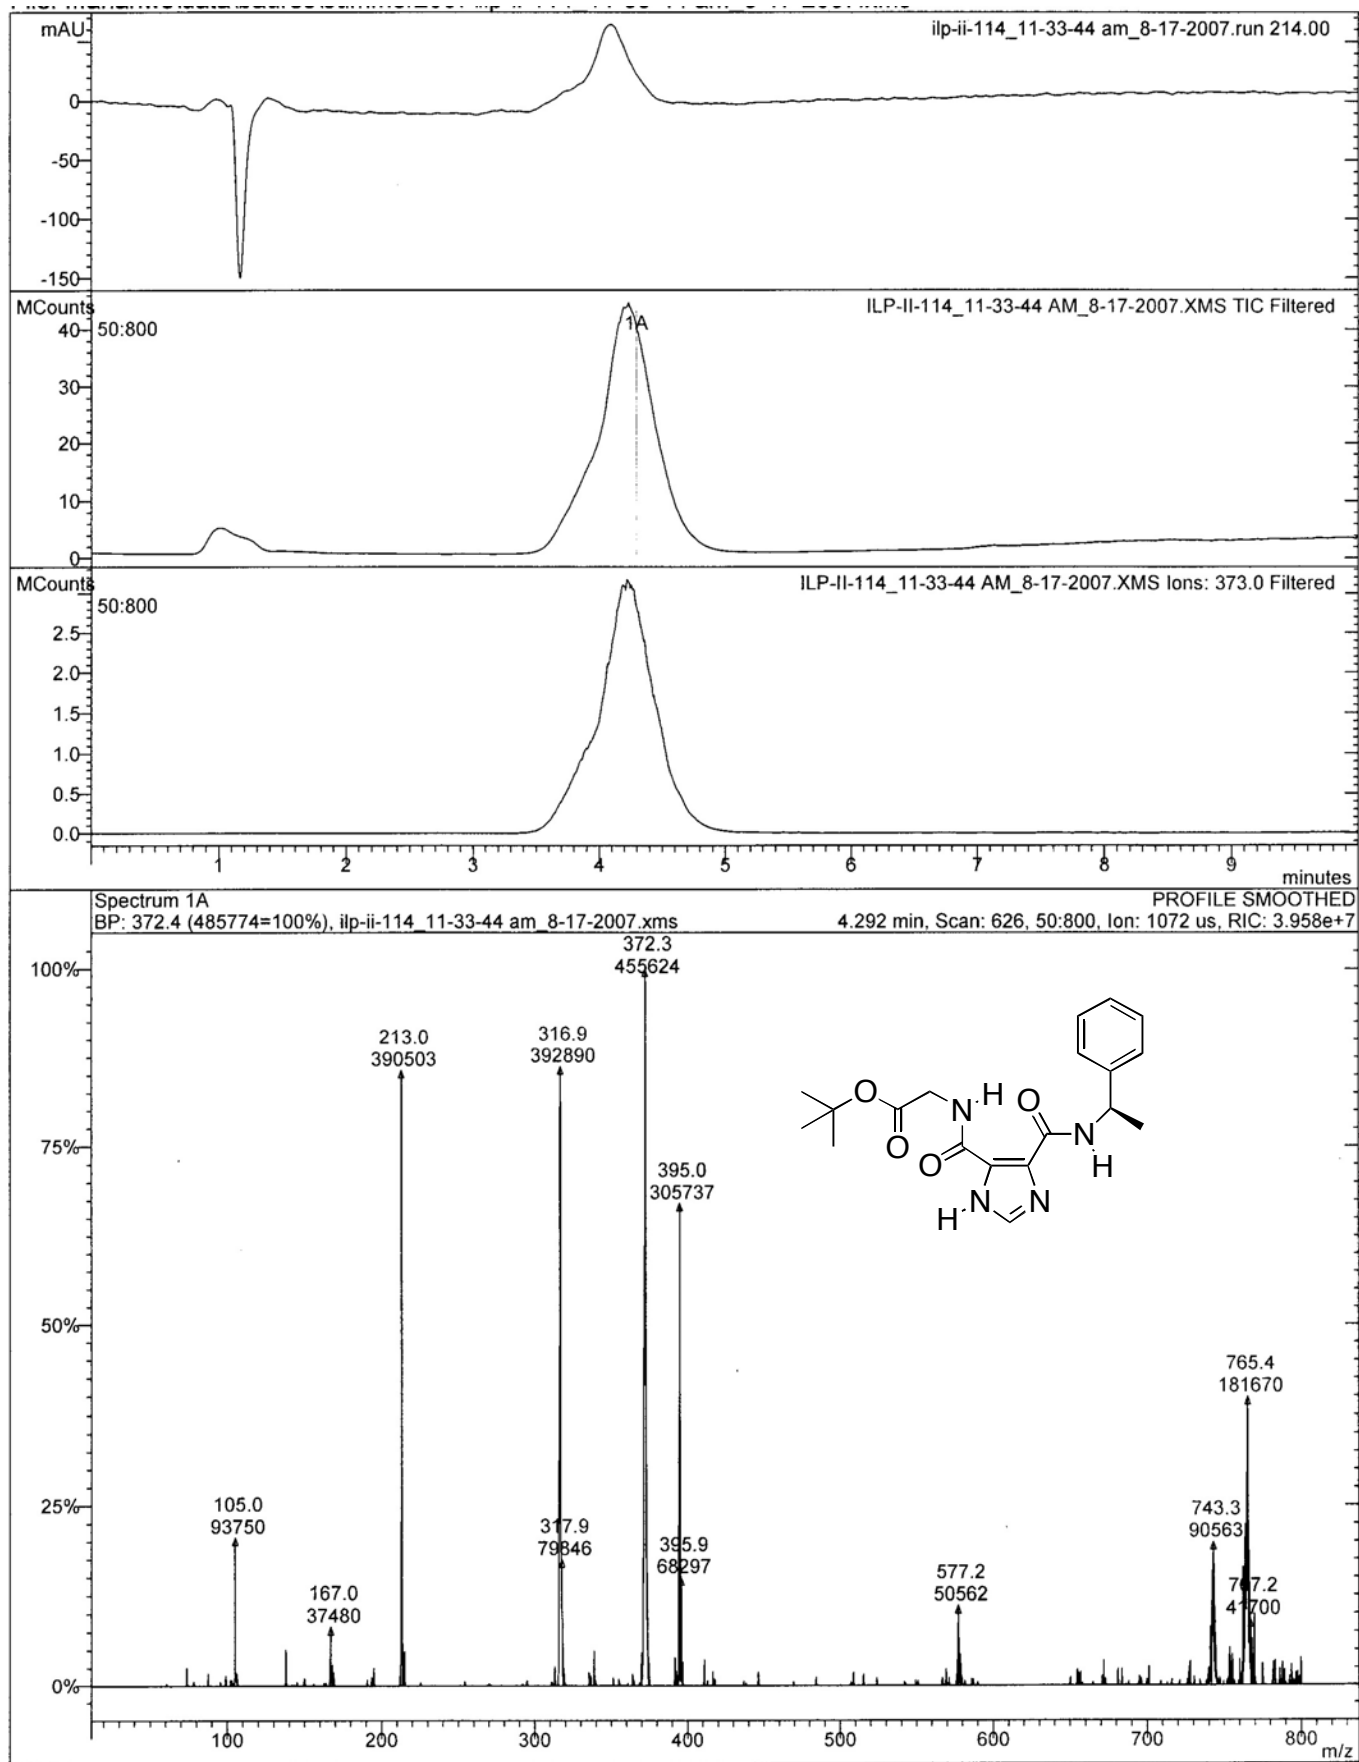 mAU
ilp-ii-114_11-33-44 am_8-17-2007.run 214.00
0
-50
-100
-150
MCounts
50:800
ILP-II-114_11-33-44 AM_8-17-2007.XMS TIC Filtered
1A
40
30
20
10
0
MCounts
50:800
ILP-II-114_11-33-44 AM_8-17-2007.XMS Ions: 373.0 Filtered
2.5
2.0
1.5
1.0
0.5
0.0
1 2 3 4 5 6 7 8 9
minutes
Spectrum 1A PROFILE SMOOTHED
BP: 372.4 (485774=100%), ilp-ii-114_11-33-44 am_8-17-2007.xms 4.292 min, Scan: 626, 50:800, Ion: 1072 us, RIC: 3.958e+7
372.3
455624
100%
213.0
390503
316.9
392890
75%
395.0
305737
50%
765.4
181670
25%
105.0
93750
317.9
79846
395.9
68297
743.3
90563
577.2
50562
767.2
41700
167.0
37480
0%
100 200 300 400 500 600 700 800
m/z
O
O
N H
O
O
N
H
H N
N